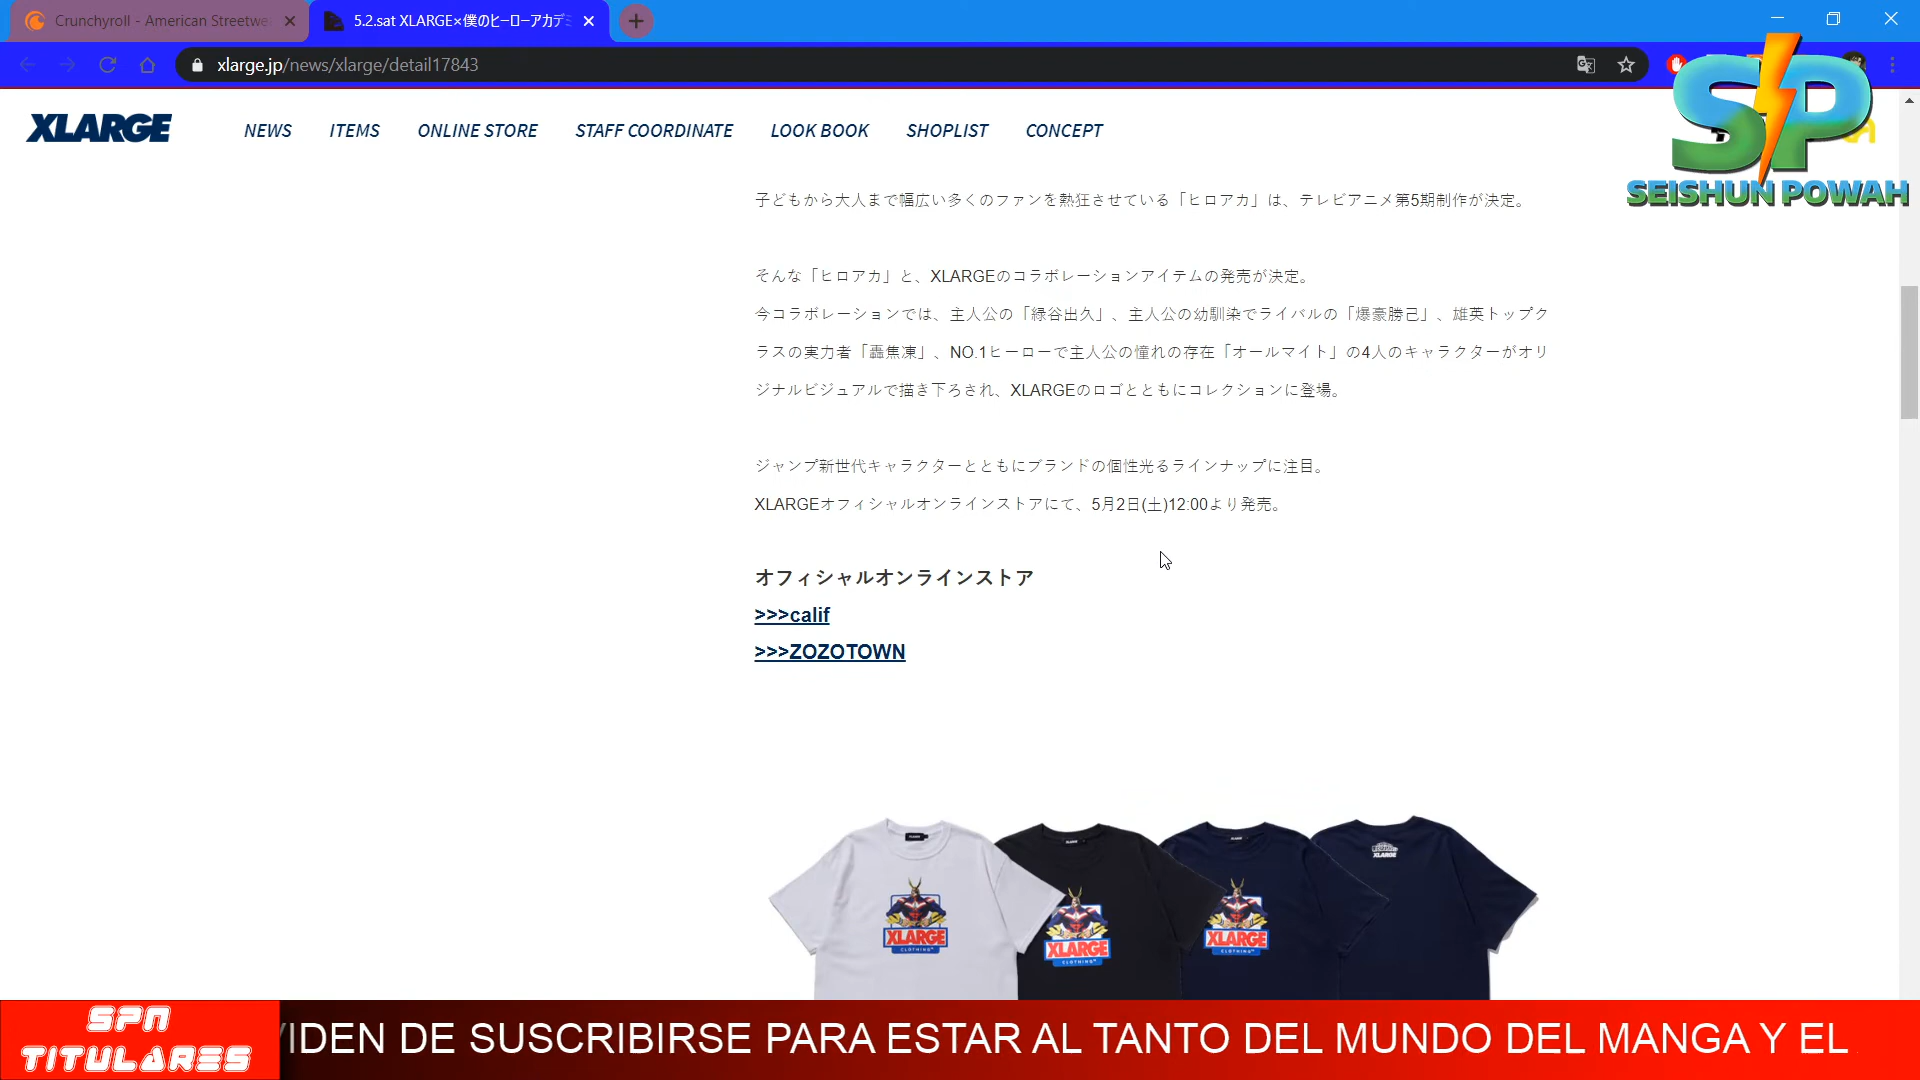 Crunchyroll - American Streetwe
5.2.sat XLARGE×僕のヒーローアカデミ
xlarge.jp/news/xlarge/detail17843
XLARGE
NEWS
ITEMS
ONLINE STORE
STAFF COORDINATE
LOOK BOOK
SHOPLIST
CONCEPT
SP
SEISHUN POWAH
子どもから大人まで幅広い多くのファンを熱狂させている「ヒロアカ」は、テレビアニメ第5期制作が決定。
そんな「ヒロアカ」と、XLARGEのコラボレーションアイテムの発売が決定。
今コラボレーションでは、主人公の「緑谷出久」、主人公の幼馴染でライバルの「爆豪勝己」、雄英トップク
ラスの実力者「轟焦凍」、NO.1ヒーローで主人公の憧れの存在「オールマイト」の4人のキャラクターがオリ
ジナルビジュアルで描き下ろされ、XLARGEのロゴとともにコレクションに登場。
ジャンプ新世代キャラクターとともにブランドの個性光るラインナップに注目。
XLARGEオフィシャルオンラインストアにて、5月2日(土)12:00より発売。
オフィシャルオンラインストア
>>>calif
>>>ZOZOTOWN
XLARGE
CLOTHING
XLARGE
CLOTHING
XLARGE
CLOTHING
XLARGE
SPN
TITULARES
IDEN DE SUSCRIBIRSE PARA ESTAR AL TANTO DEL MUNDO DEL MANGA Y EL